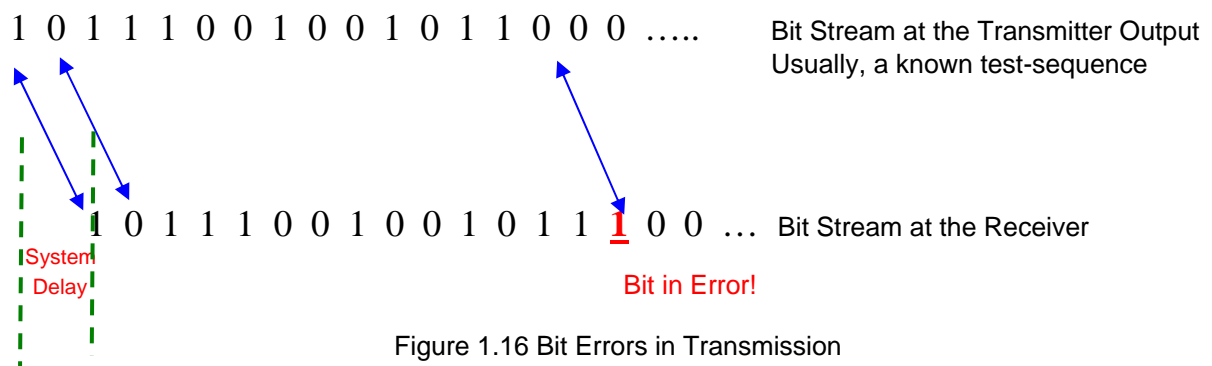 1 0 1 1 1 0 0 1 0 0 1 0 1 1 0 0 0 ….. Bit Stream at the Transmitter Output
Usually, a known test-sequence
1 0 1 1 1 0 0 1 0 0 1 0 1 1 1 0 0 … Bit Stream at the Receiver
System
Delay
Bit in Error!
Figure 1.16 Bit Errors in Transmission